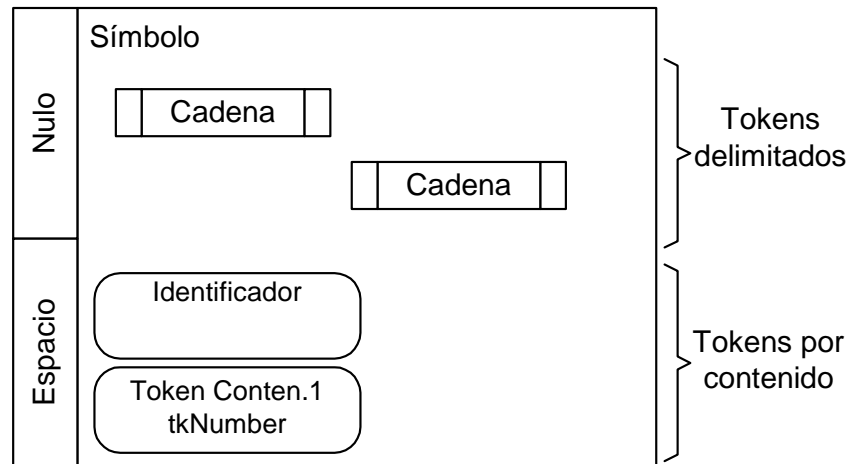 Símbolo
Nulo
Cadena
Cadena
Tokens
delimitados
Espacio
Identificador
Token Conten.1
tkNumber
Tokens por
contenido